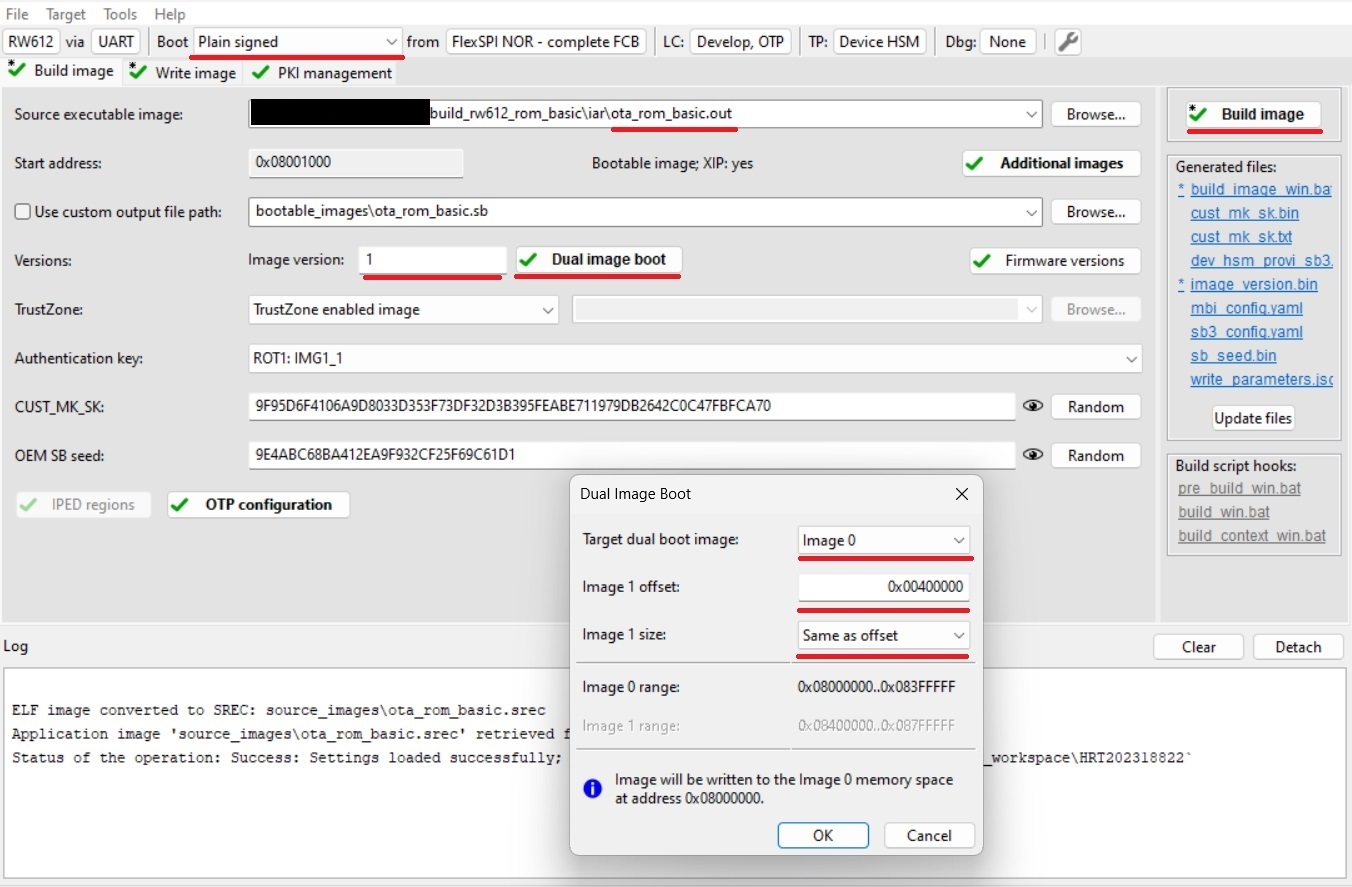 File Target Tools Help
RW612 via UART Boot Plain signed from FlexSPI NOR - complete FCB LC: Develop, OTP TP: Device HSM Dbg: None
* Build image * Write image PKI management
Source executable image: build_rw612_rom_basic\iar\ota_rom_basic.out Browse... * Build image
Start address: 0x08001000 Bootable image; XIP: yes Additional images
Generated files:
* build_image_win.ba
Use custom output file path: bootable_images\ota_rom_basic.sb Browse...
cust_mk_sk.bin
cust_mk_sk.txt
Versions: Image version: 1 Dual image boot Firmware versions
dev_hsm_provi_sb3.
* image_version.bin
TrustZone: TrustZone enabled image Browse...
mbi_config.yaml
sb3_config.yaml
Authentication key: ROT1: IMG1_1
sb_seed.bin
write_parameters.jsc
CUST_MK_SK: 9F95D6F4106A9D8033D353F73DF32D3B395FEABE711979DB2642C0C47FBFCA70 Random
Update files
OEM SB seed: 9E4ABC68BA412EA9F932CF25F69C61D1 Random
Build script hooks:
pre_build_win.bat
build_win.bat
build_context_win.bat
IPED regions OTP configuration
Dual Image Boot
Target dual boot image: Image 0
Image 1 offset: 0x00400000
Image 1 size: Same as offset
Image 0 range: 0x08000000..0x083FFFFF
Image 1 range: 0x08400000..0x087FFFFF
Image will be written to the Image 0 memory space
at address 0x08000000.
OK Cancel
Log Clear Detach
ELF image converted to SREC: source_images\ota_rom_basic.srec
Application image 'source_images\ota_rom_basic.srec' retrieved f
Status of the operation: Success: Settings loaded successfully; _workspace\HRT202318822`